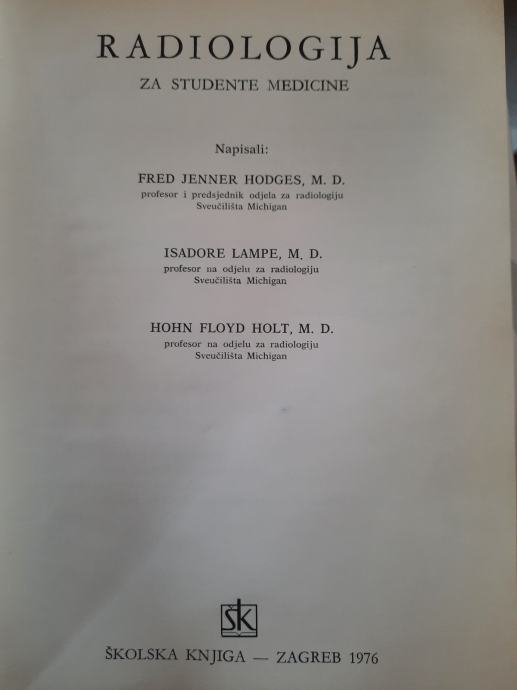 RADIOLOGIJA
ZA STUDENTE MEDICINE
Napisali:
FRED JENNER HODGES, M. D.
profesor i predsjednik odjela za radiologiju
Sveučilišta Michigan
ISADORE LAMPE, M. D.
profesor na odjelu za radiologiju
Sveučilišta Michigan
HOHN FLOYD HOLT, M. D.
profesor na odjelu za radiologiju
Sveučilišta Michigan
šk
ŠKOLSKA KNJIGA — ZAGREB 1976